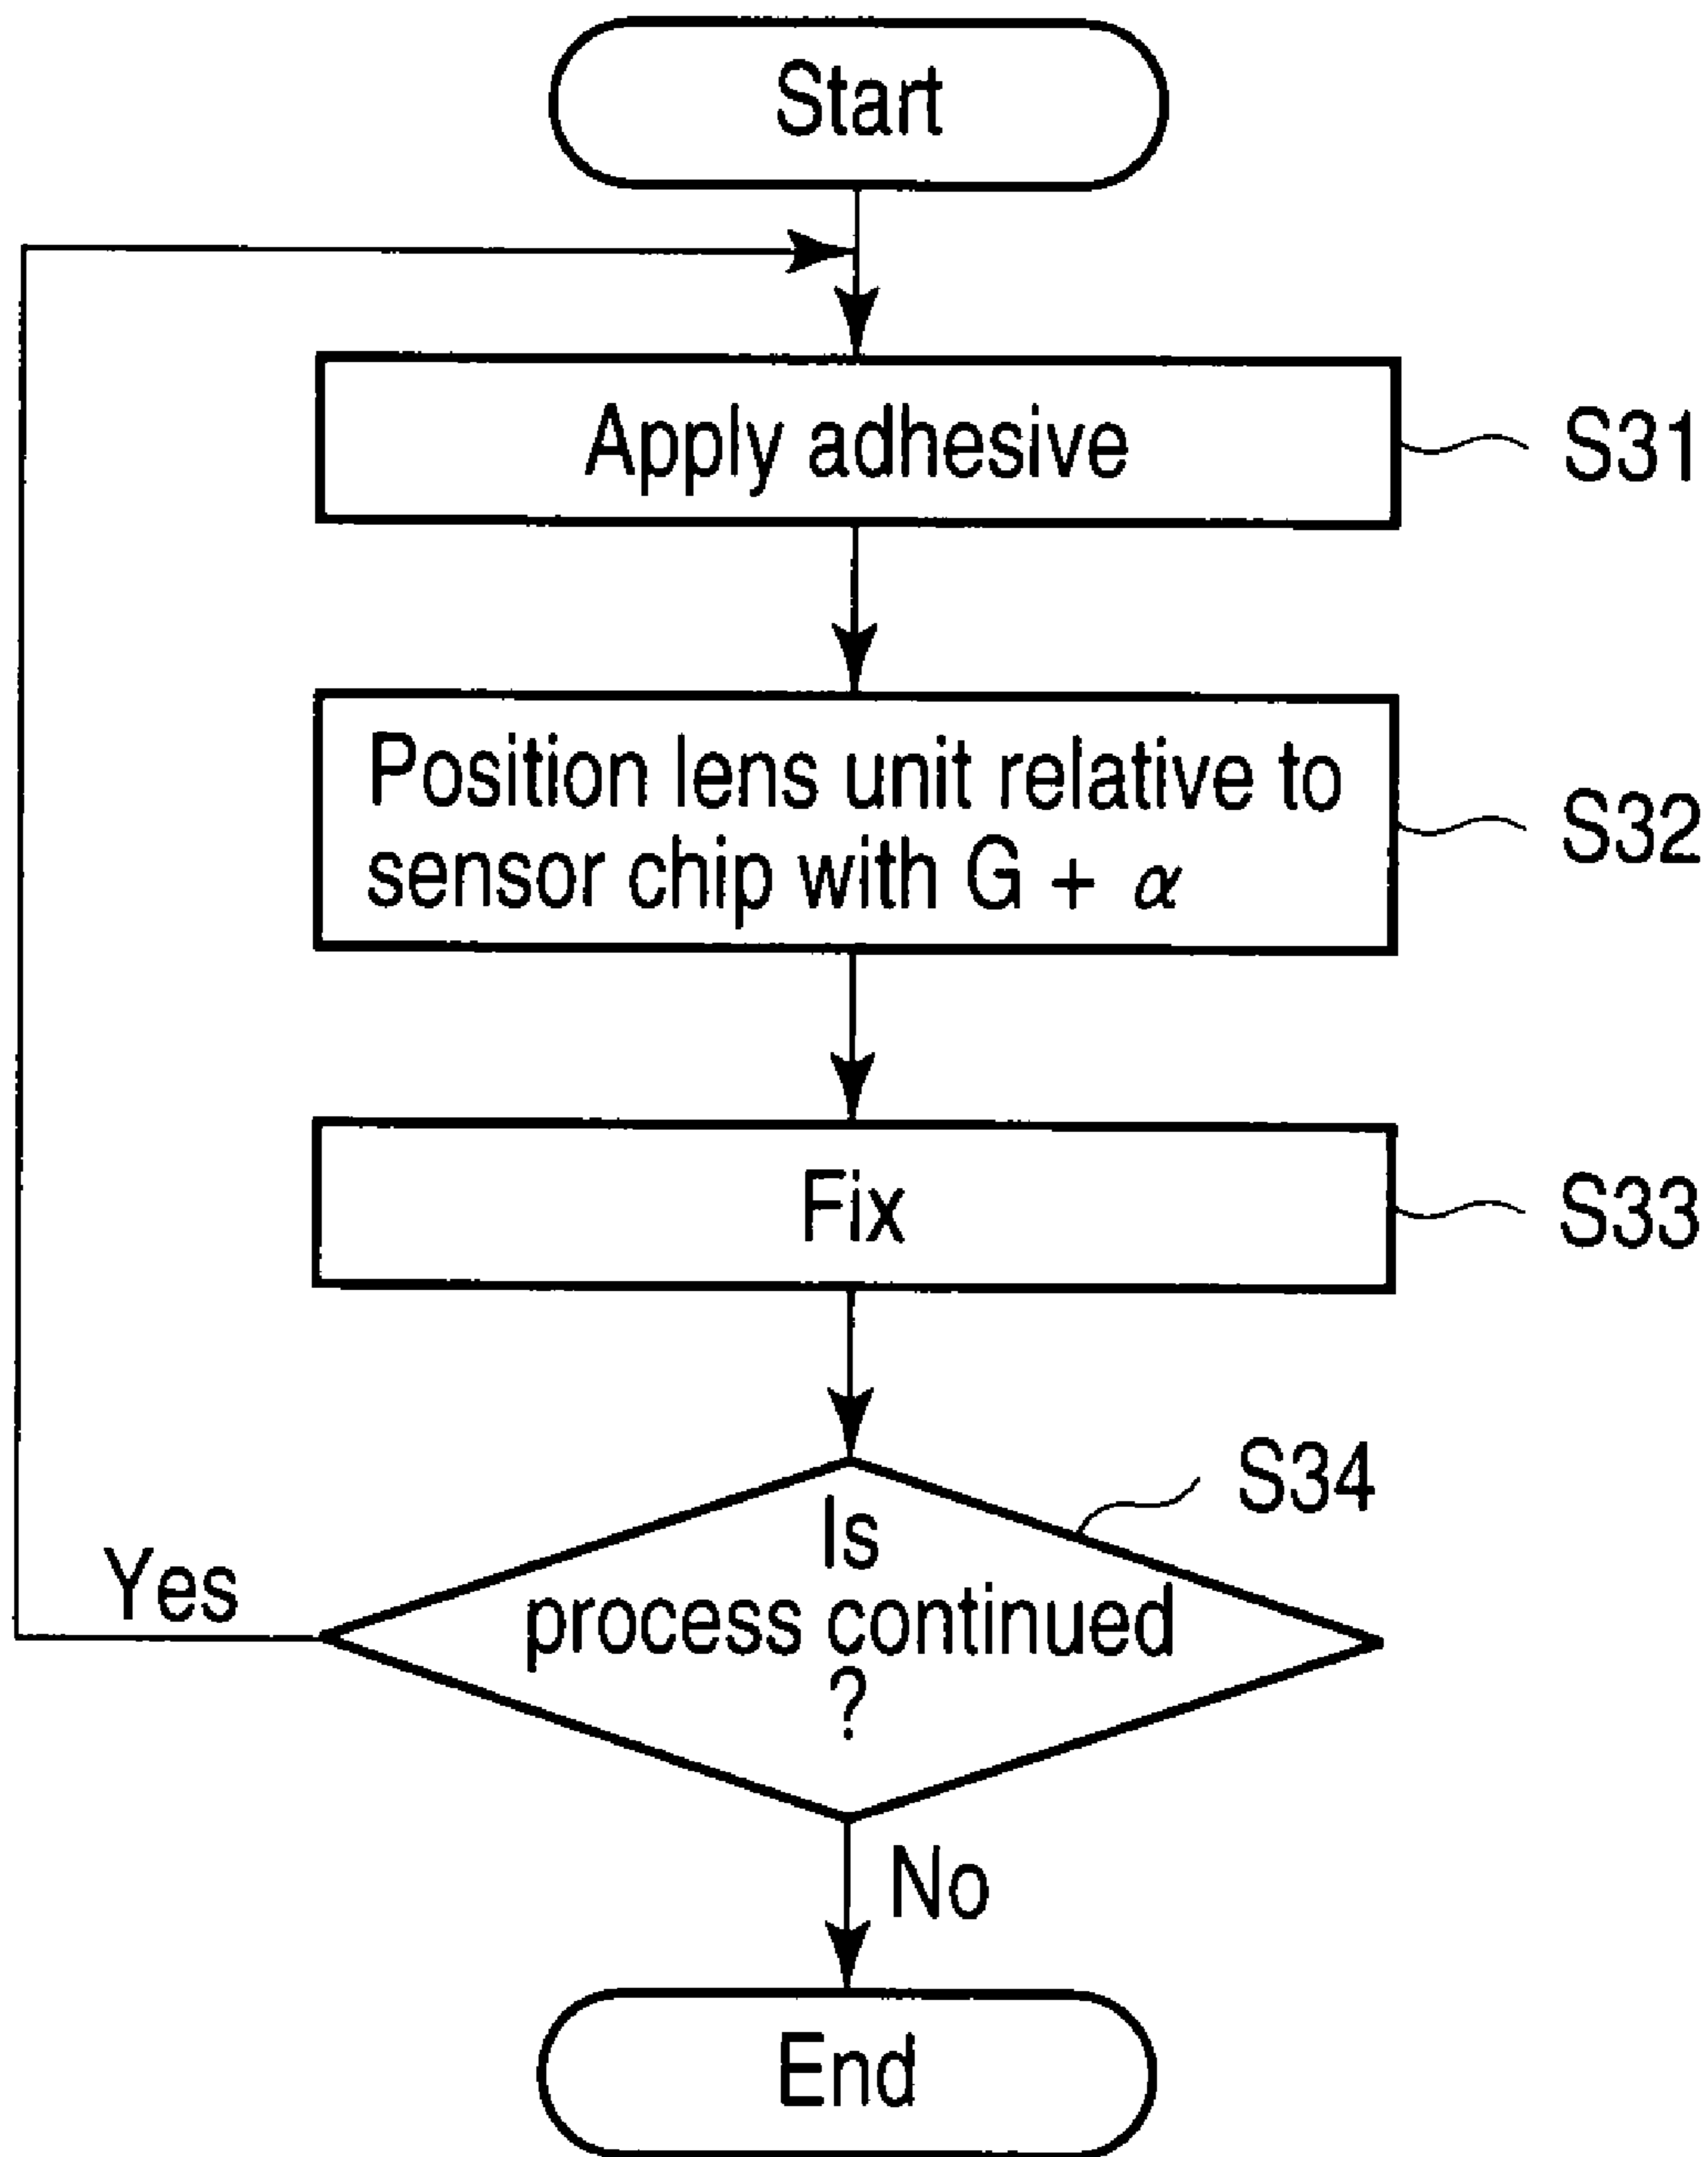 Start
Apply adhesive
S31
Position lens unit relative to
sensor chip with G + α
S32
Fix
S33
S34
Is
process continued
?
Yes
No
End